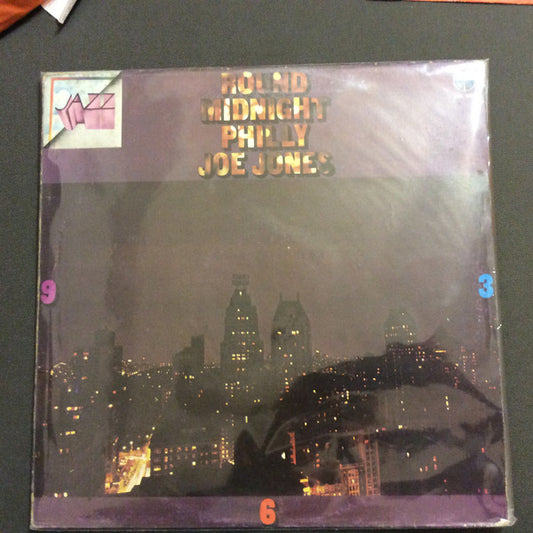 JAZZ
ROUND
MIDNIGHT
PHILLY
JOE JONES
9
3
6